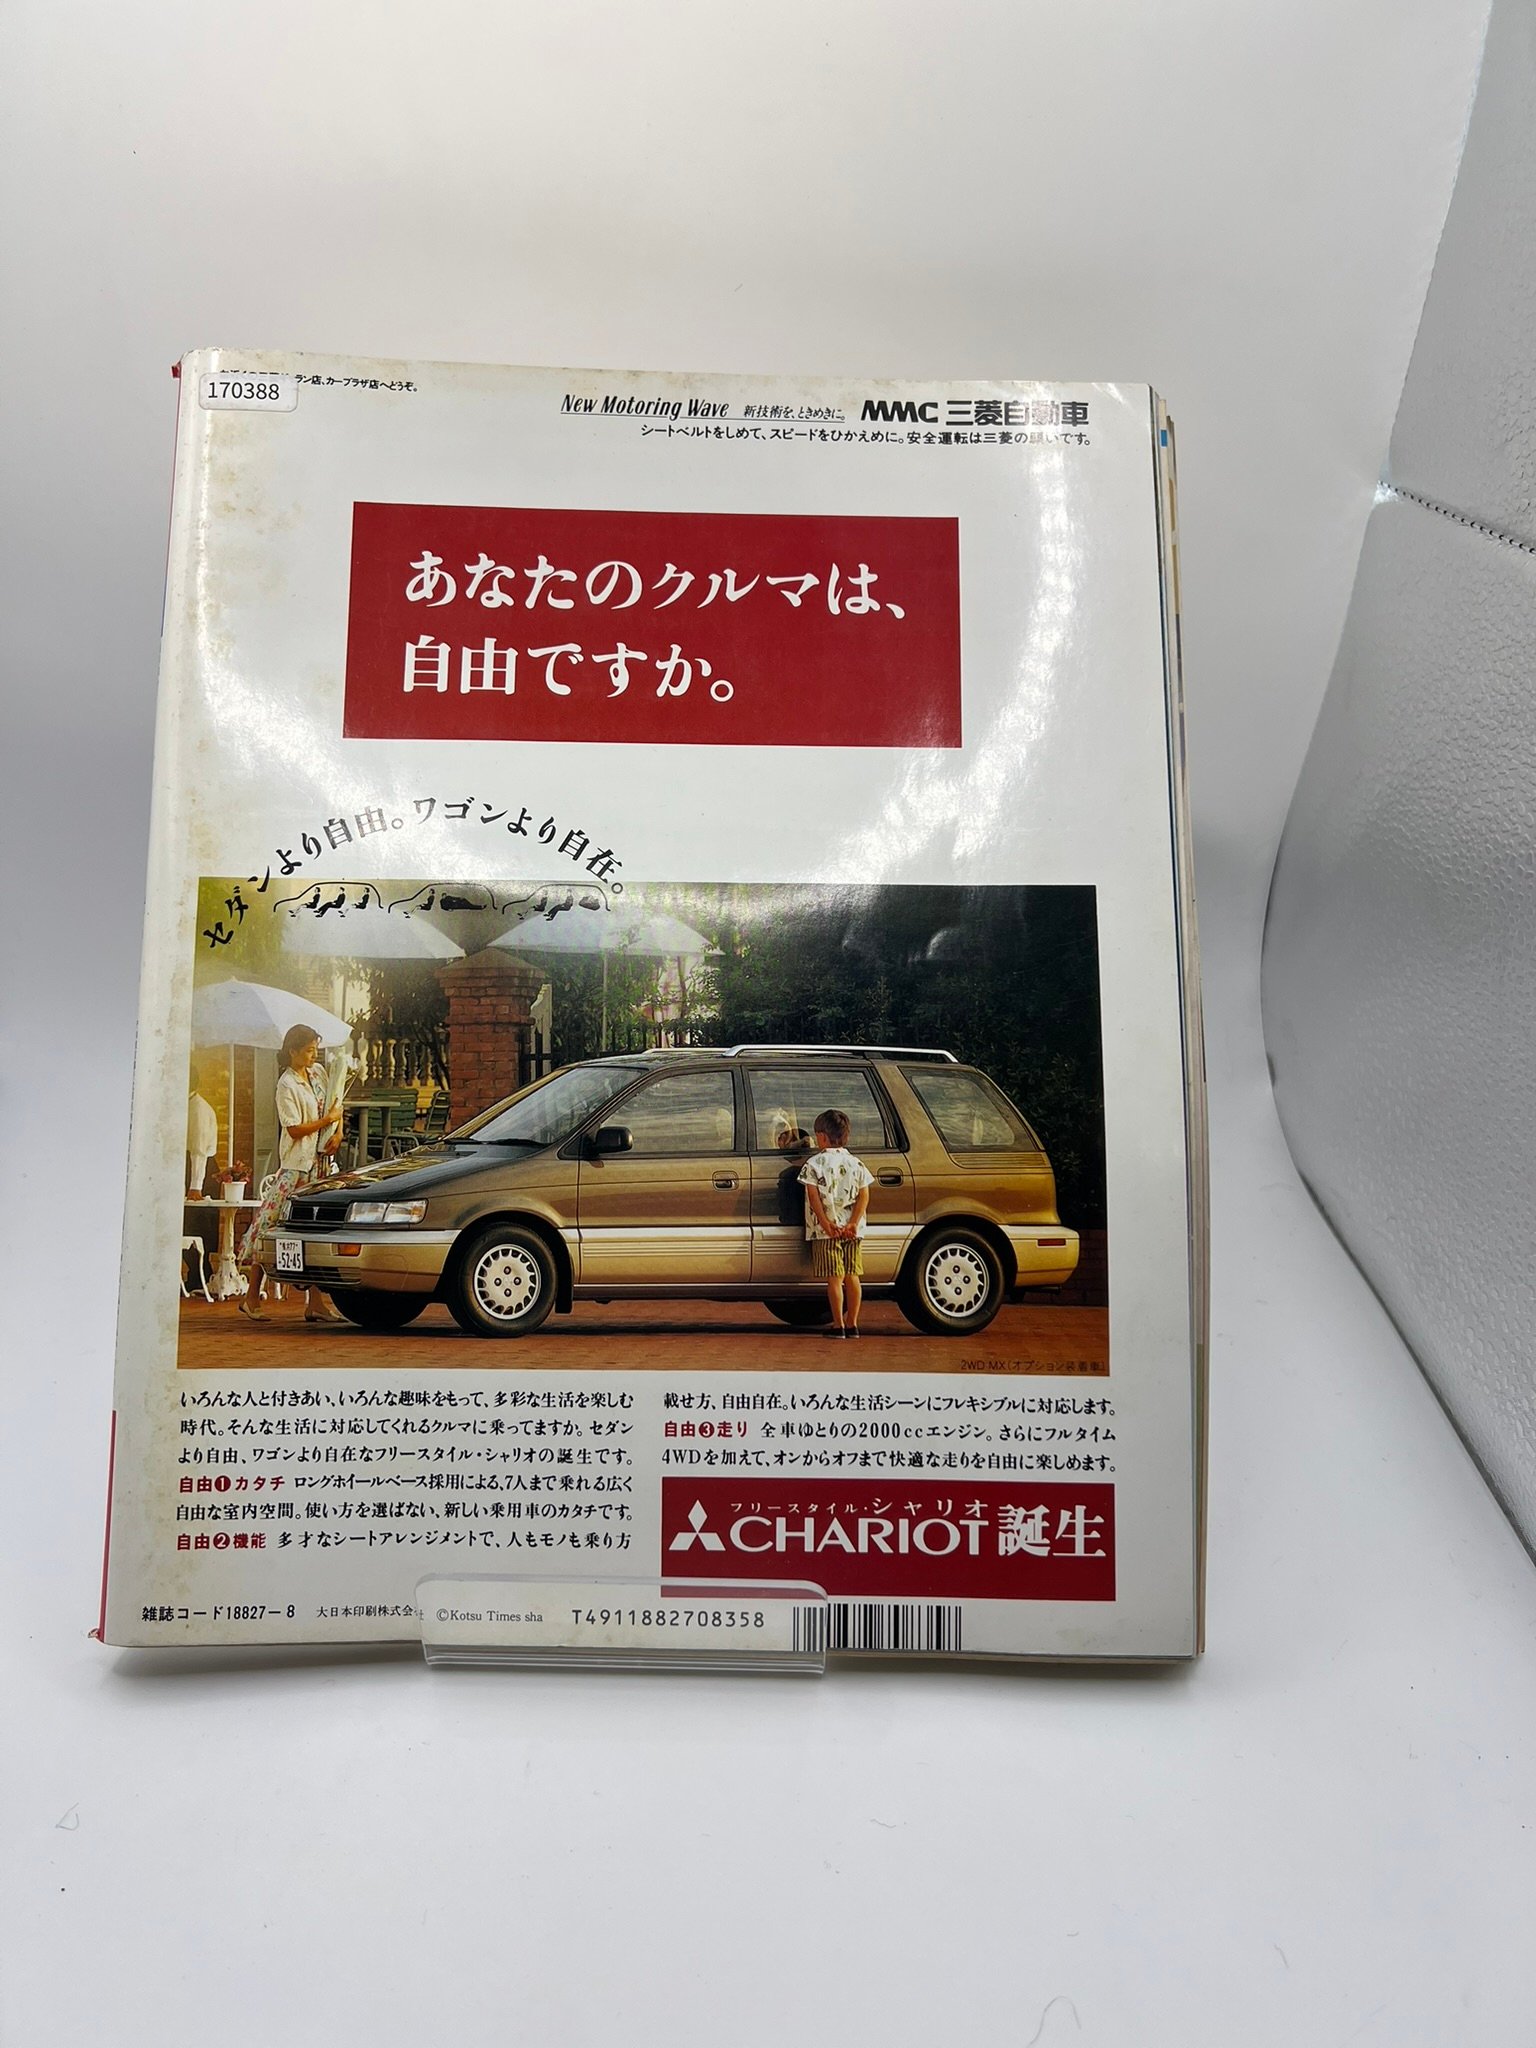 170388
ラン店、カープラザ店へどうぞ。
New Motoring Wave 新技術を、ときめきに。 MMC 三菱自動車
シートベルトをしめて、スピードをひかえめに。安全運転は三菱の願いです。
あなたのクルマは、
自由ですか。
セダンより自由。ワゴンより自在。
52-45
2WD MX(オプション装着車)
いろんな人と付きあい、いろんな趣味をもって、多彩な生活を楽しむ
時代。そんな生活に対応してくれるクルマに乗ってますか。セダン
より自由、ワゴンより自在なフリースタイル・シャリオの誕生です。
自由❶カタチ ロングホイールベース採用による、7人まで乗れる広く
自由な室内空間。使い方を選ばない、新しい乗用車のカタチです。
自由❷機能 多才なシートアレンジメントで、人もモノも乗り方
載せ方、自由自在。いろんな生活シーンにフレキシブルに対応します。
自由❸走り 全車ゆとりの2000ccエンジン。さらにフルタイム
4WDを加えて、オンからオフまで快適な走りを自由に楽しめます。
フリースタイル・シャリオ
CHARIOT誕生
雑誌コード18827-8 大日本印刷株式会社 ©Kotsu Times sha T4911882708358